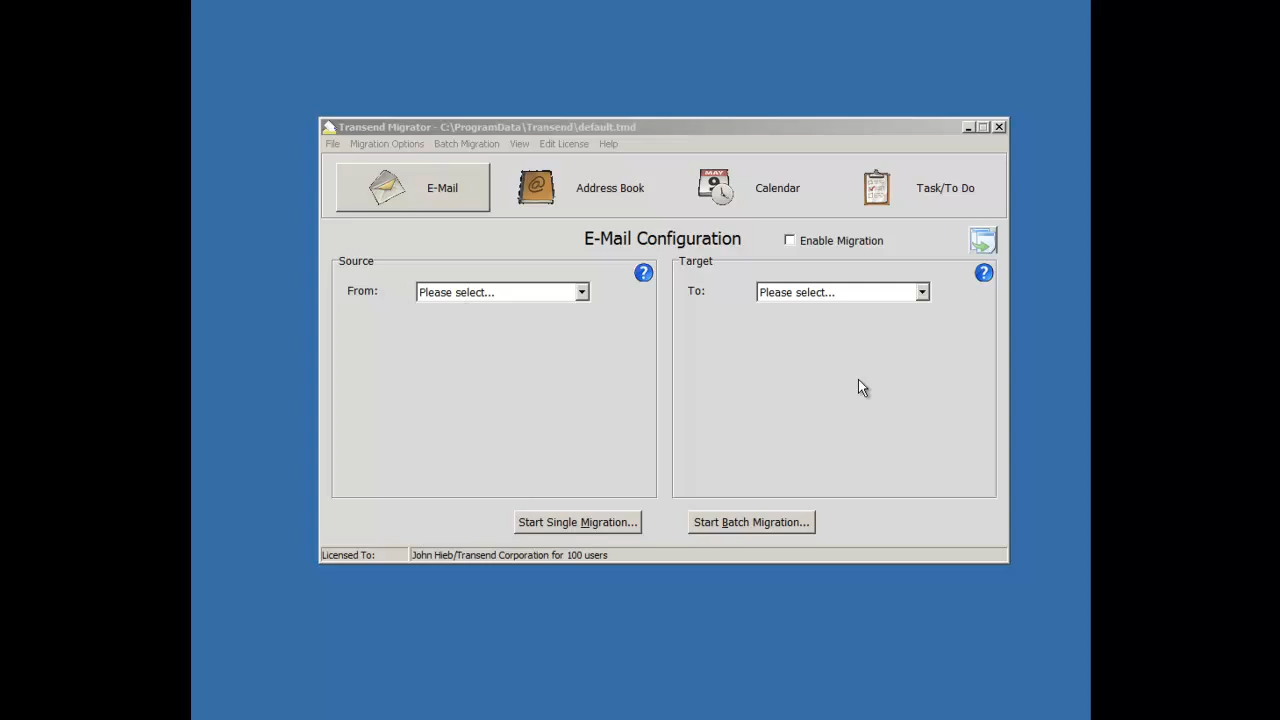 Transend Migrator - C:\ProgramData\Transend\default.tmd
File Migration Options Batch Migration View Edit License Help
E-Mail Address Book MAY Calendar Task/To Do
E-Mail Configuration Enable Migration
Source Target
From: Please select... To: Please select...
Start Single Migration... Start Batch Migration...
Licensed To: John Hieb/Transend Corporation for 100 users